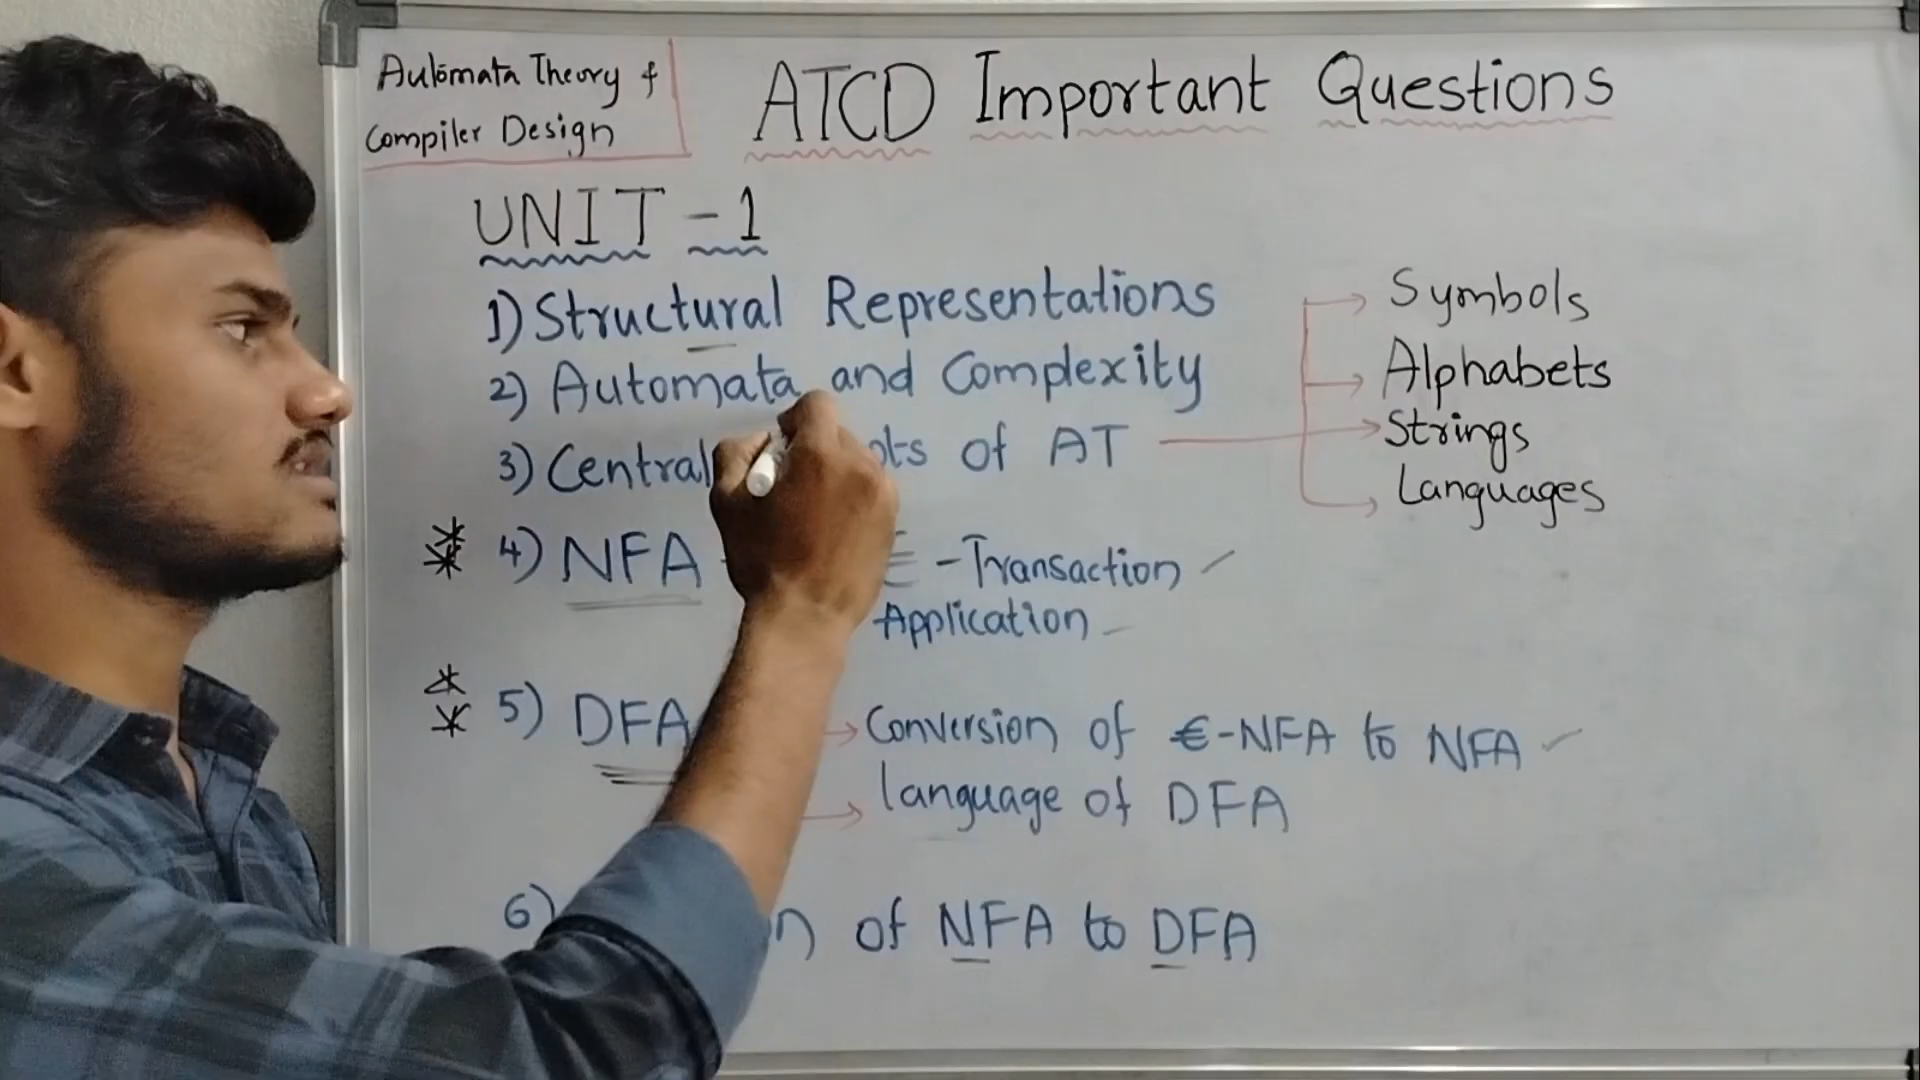 Automata Theory &
Compiler Design
ATCD Important Questions
UNIT - 1
1) Structural Representations
2) Automata and Complexity
3) Central of AT
Symbols
Alphabets
Strings
Languages
4) NFA € - Transaction
Application
5) DFA
Conversion of €-NFA to NFA
language of DFA
6) of NFA to DFA